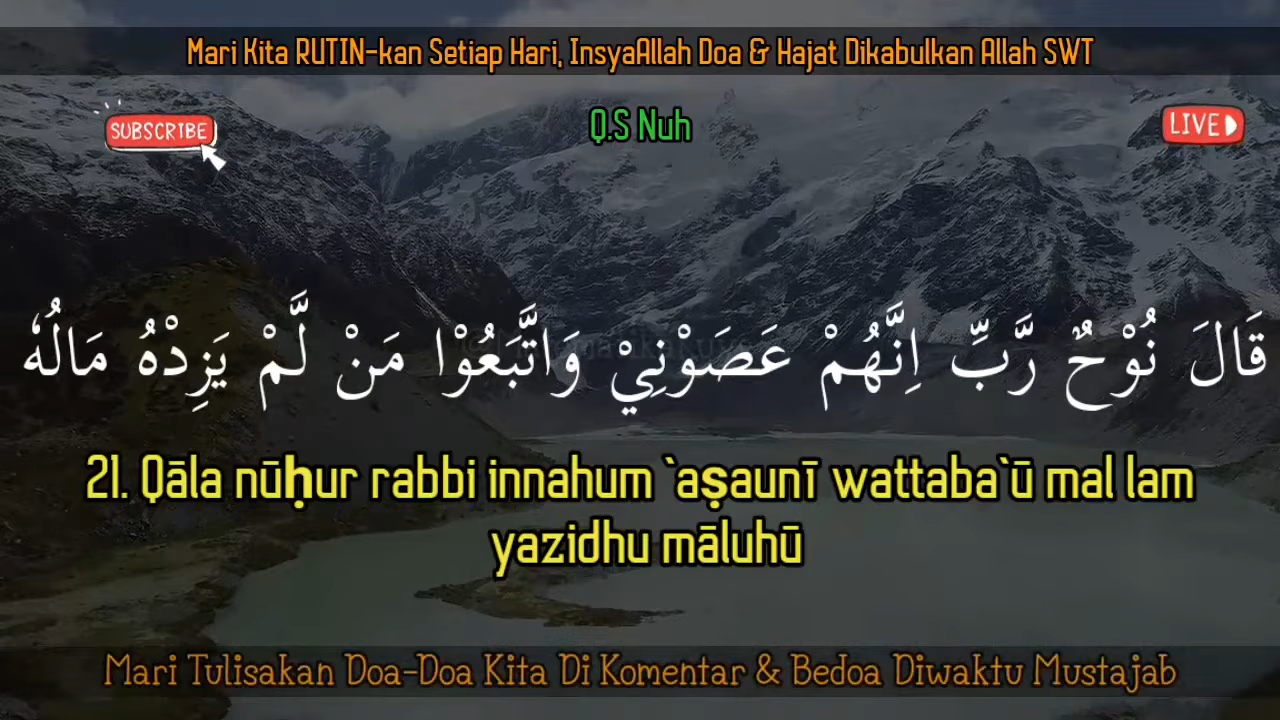 Mari Kita RUTIN-kan Setiap Hari, InsyaAllah Doa & Hajat Dikabulkan Allah SWT
SUBSCRIBE
Q.S Nuh
LIVE
قَالَ نُوْحٌ رَّبِّ اِنَّهُمْ عَصَوْنِيْ وَاتَّبَعُوْا مَنْ لَّمْ يَزِدْهُ مَالُهٗ
21. Qāla nūḥur rabbi innahum `aṣaunī wattaba`ū mal lam
yazidhu māluhū
Mari Tulisakan Doa-Doa Kita Di Komentar & Bedoa Diwaktu Mustajab